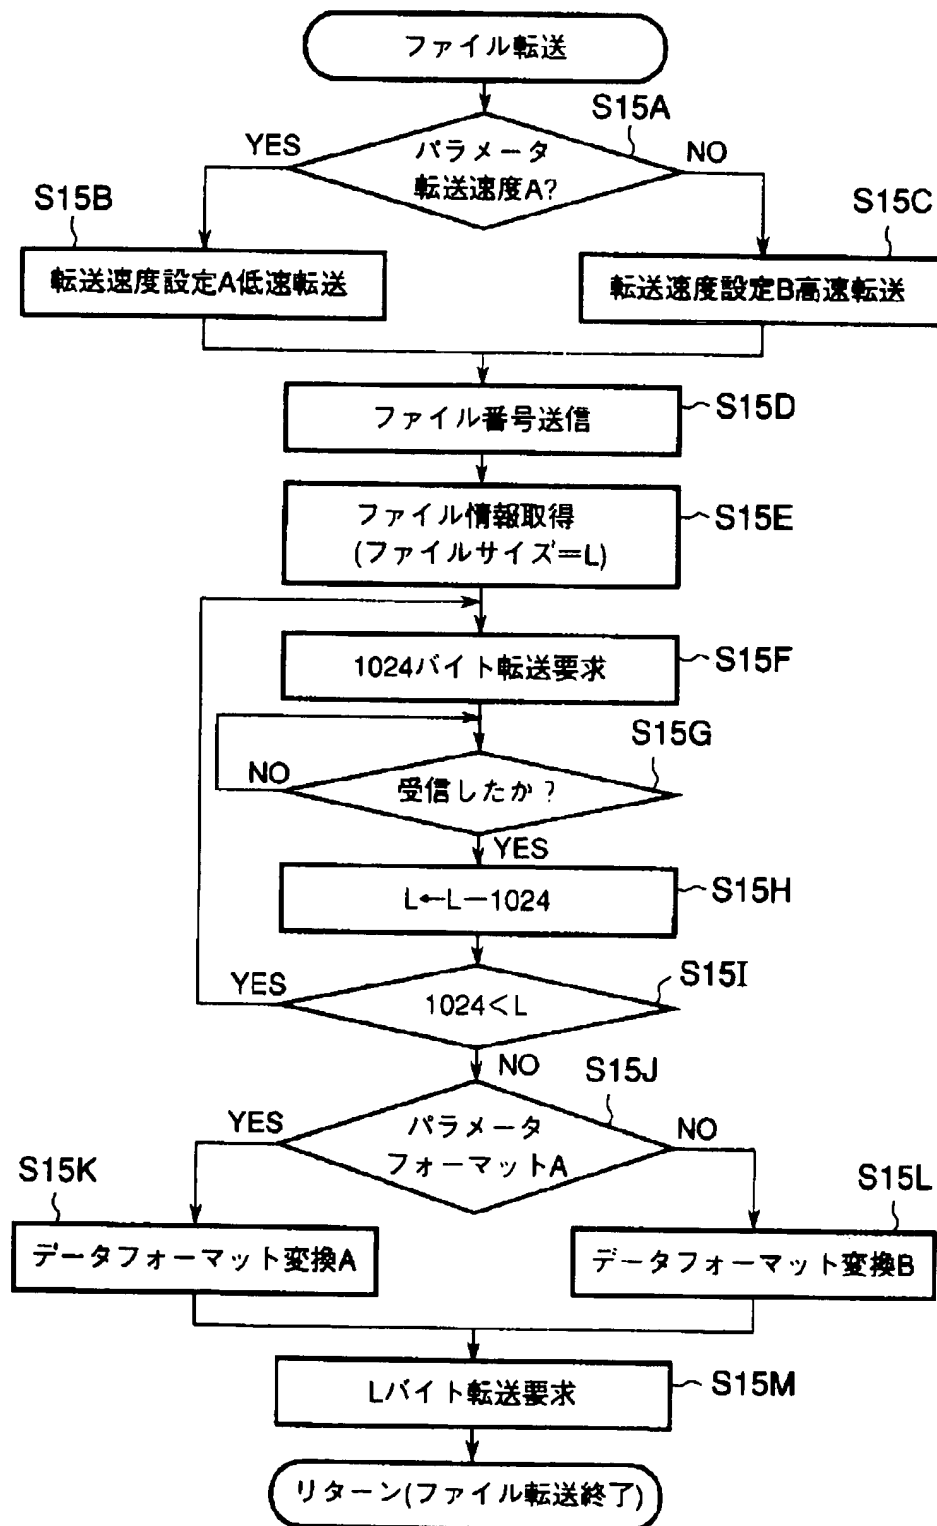 ファイル転送
S15A
YES
パラメータ
転送速度A?
NO
S15B
S15C
転送速度設定A低速転送
転送速度設定B高速転送
ファイル番号送信
S15D
ファイル情報取得
(ファイルサイズ=L)
S15E
1024バイト転送要求
S15F
S15G
NO
受信したか?
YES
L←L−1024
S15H
S15I
YES
1024<L
NO
S15J
YES
パラメータ
フォーマットA
NO
S15K
S15L
データフォーマット変換A
データフォーマット変換B
Lバイト転送要求
S15M
リターン(ファイル転送終了)